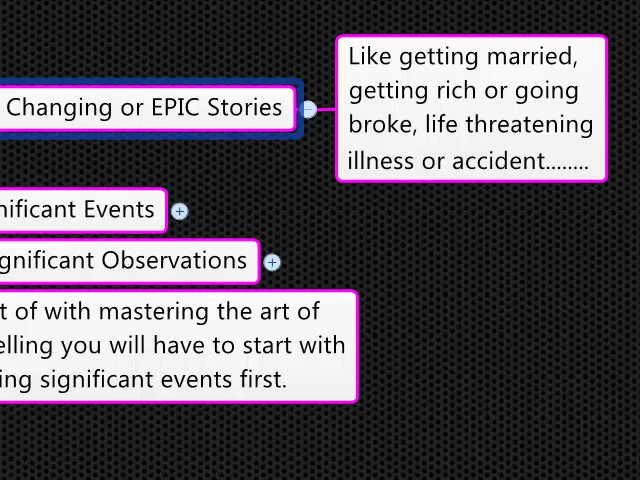 Changing or EPIC Stories
Like getting married,
getting rich or going
broke, life threatening
illness or accident........
nificant Events
gnificant Observations
t of with mastering the art of
elling you will have to start with
ing significant events first.